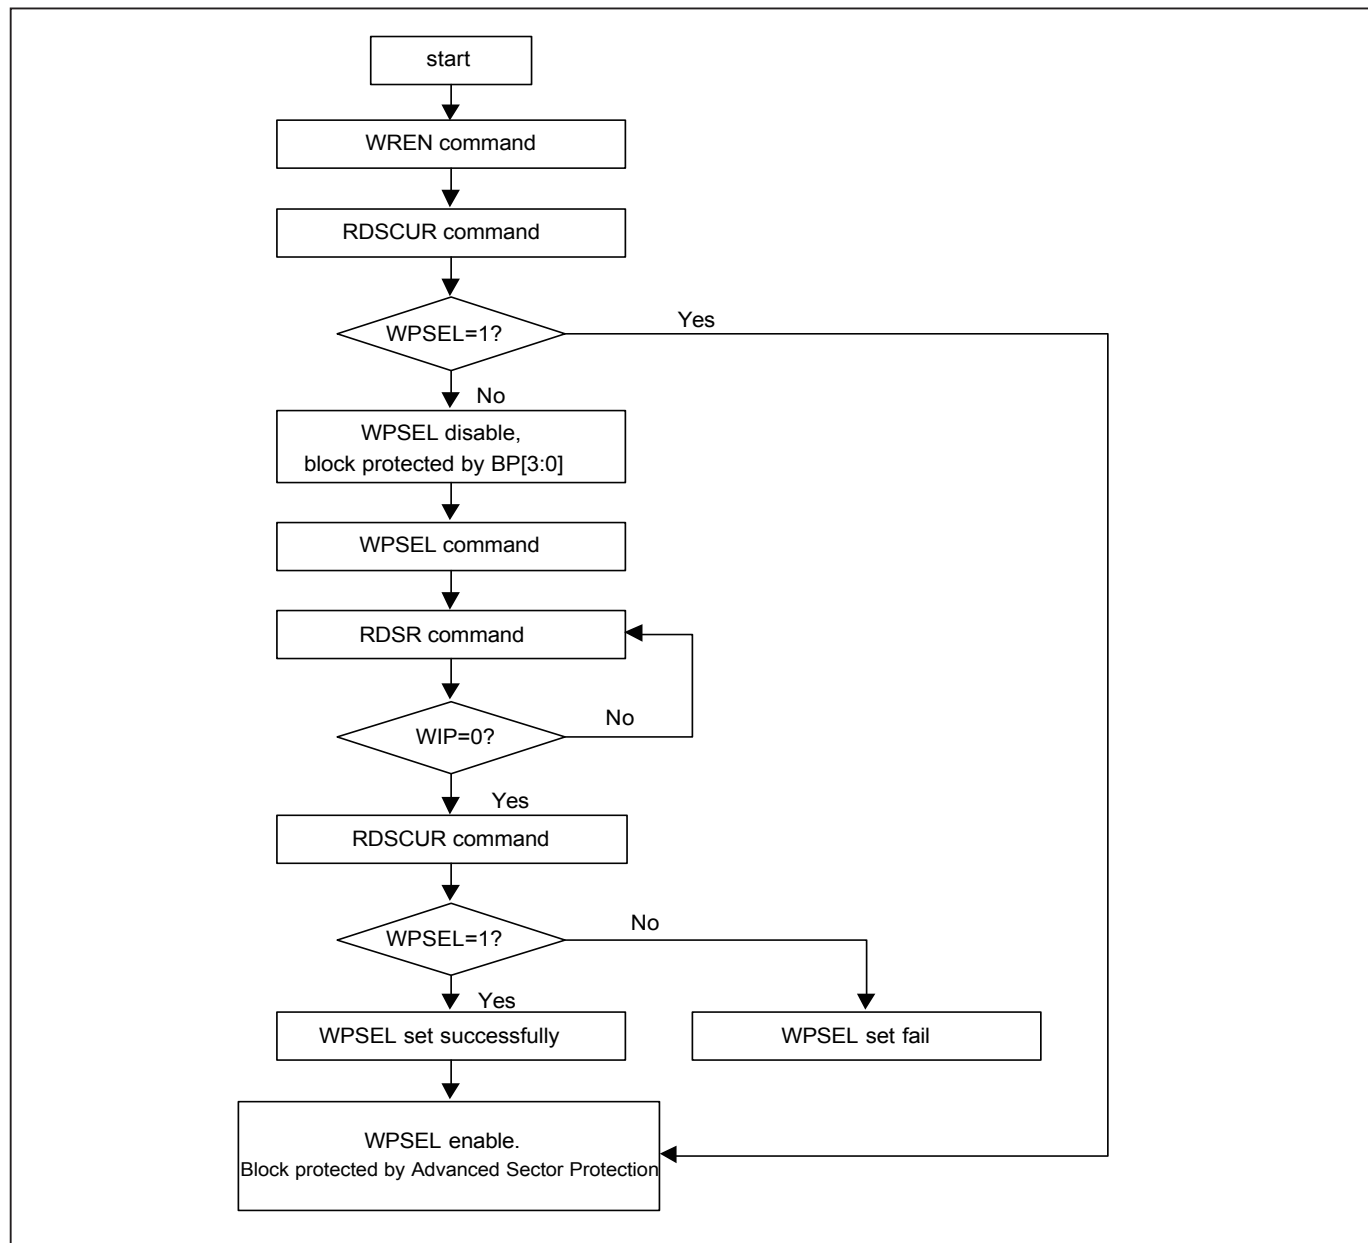 start
WREN command
RDSCUR command
WPSEL=1?
Yes
No
WPSEL disable,
block protected by BP[3:0]
WPSEL command
RDSR command
WIP=0?
No
Yes
RDSCUR command
WPSEL=1?
No
Yes
WPSEL set successfully
WPSEL set fail
WPSEL enable.
Block protected by Advanced Sector Protection